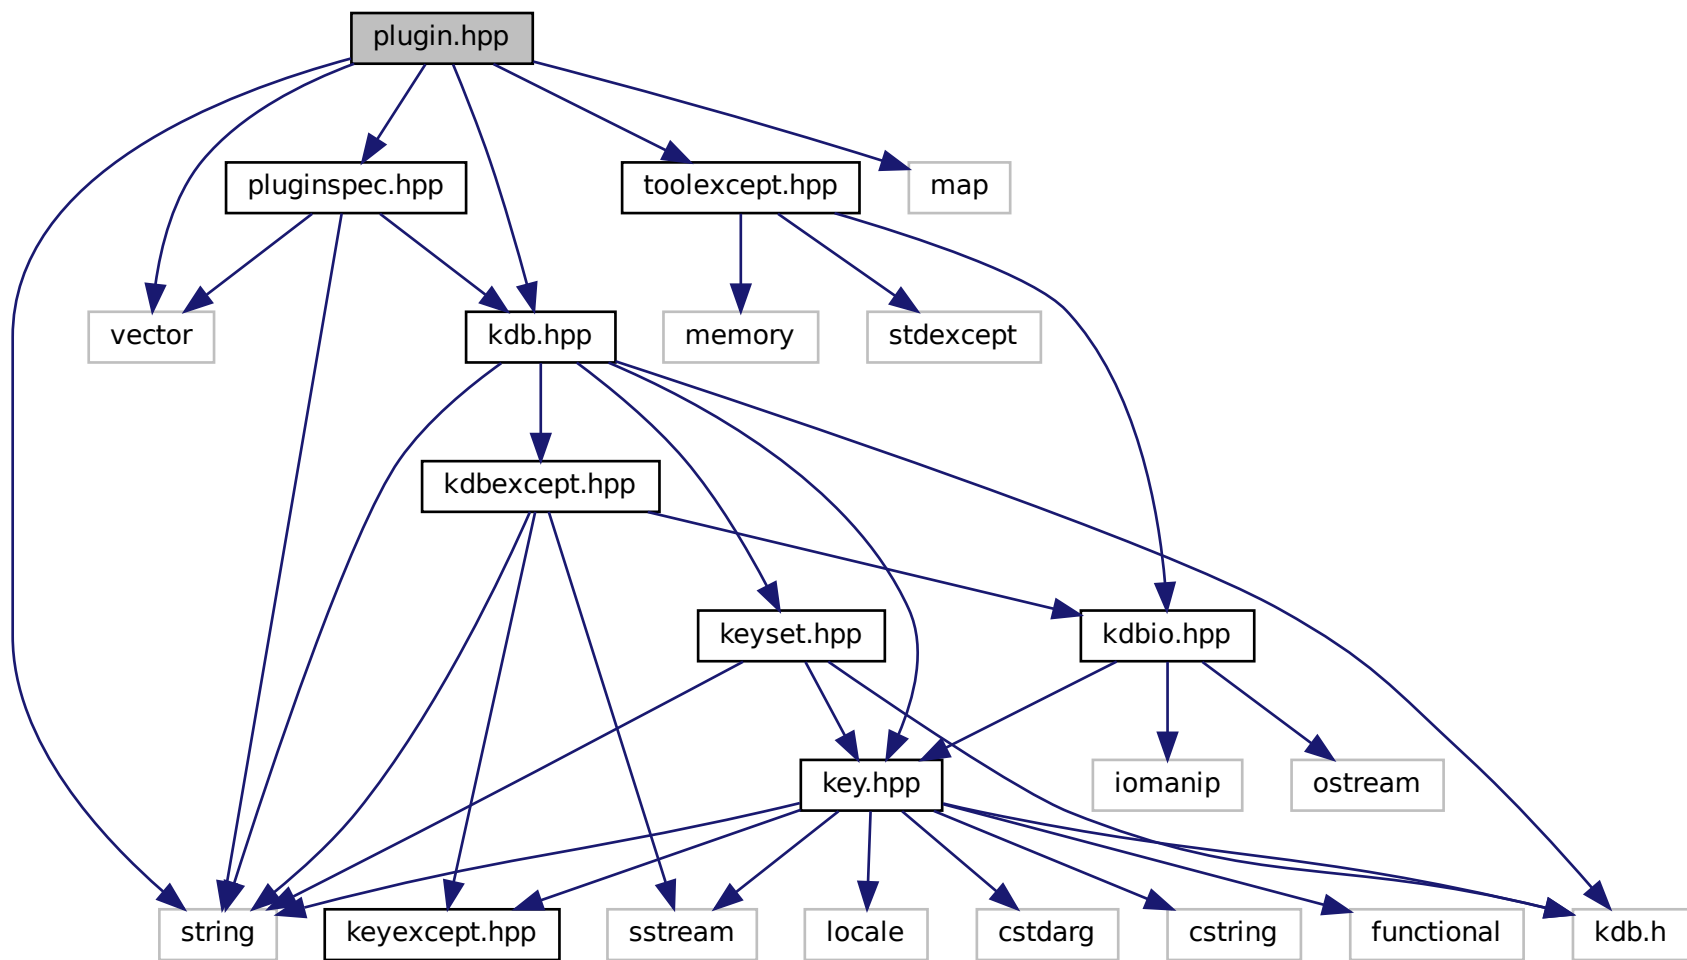 plugin.hpp
pluginspec.hpp
toolexcept.hpp
map
vector
kdb.hpp
memory
stdexcept
kdbexcept.hpp
keyset.hpp
kdbio.hpp
key.hpp
iomanip
ostream
string
keyexcept.hpp
sstream
locale
cstdarg
cstring
functional
kdb.h